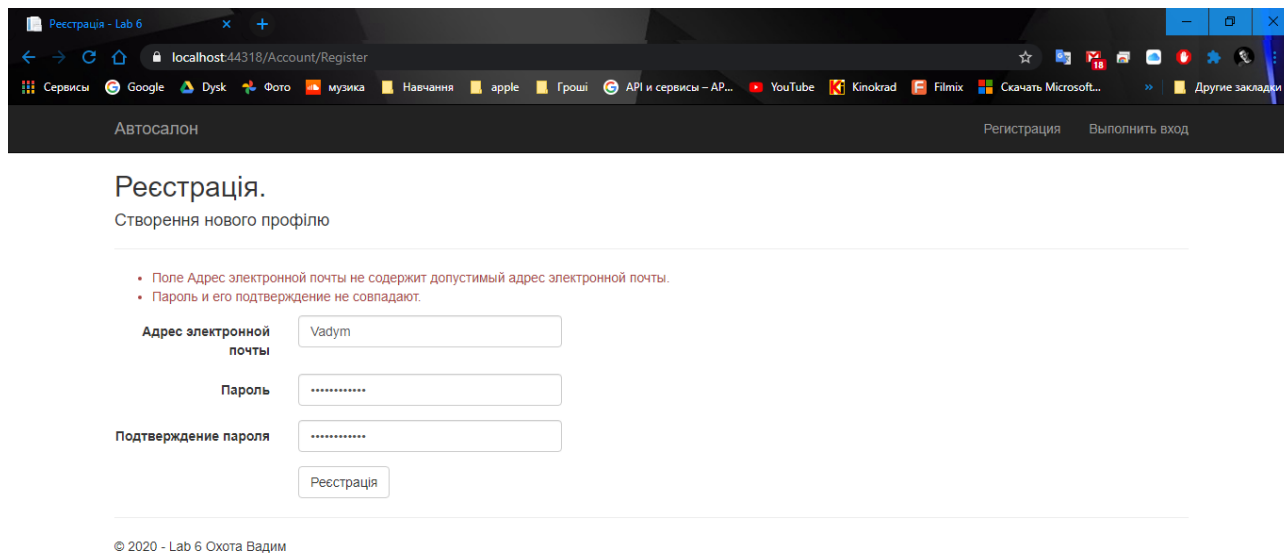 Реєстрація - Lab 6
localhost:44318/Account/Register
18
Сервисы Google Dysk Фото музика Навчання apple Гроші API и сервисы – AP... YouTube Kinokrad Filmix Скачать Microsoft... » Другие закладки
Автосалон Регистрация Выполнить вход
Реєстрація.
Створення нового профілю
Поле Адрес электронной почты не содержит допустимый адрес электронной почты.
Пароль и его подтверждение не совпадают.
Адрес электронной Vadym
почты
Пароль ••••••••••••
Подтверждение пароля ••••••••••••
Реєстрація
© 2020 - Lab 6 Охота Вадим